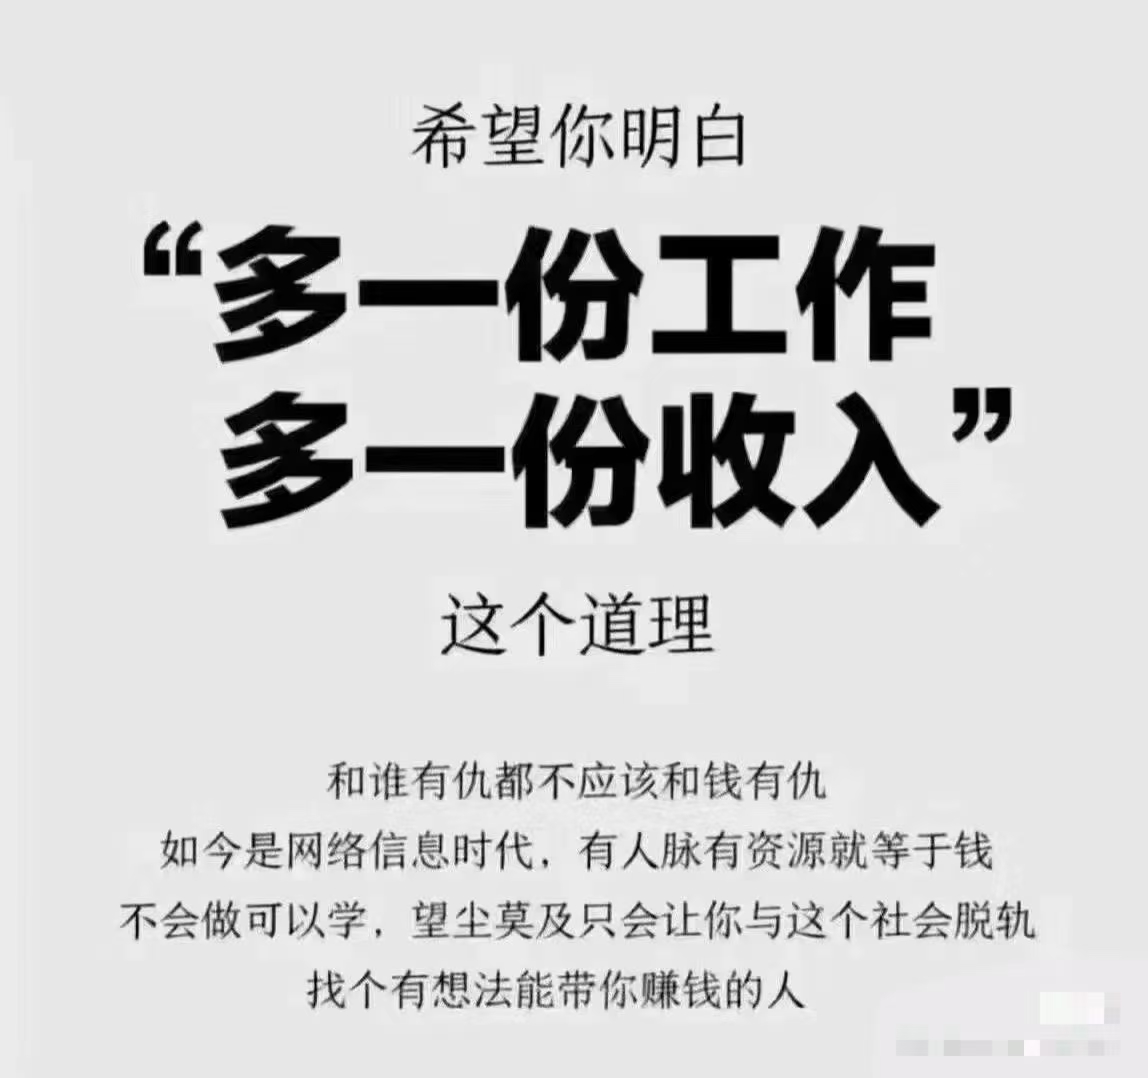 希望你明白
“多一份工作
多一份收入”
这个道理
和谁有仇都不应该和钱有仇
如今是网络信息时代，有人脉有资源就等于钱
不会做可以学，望尘莫及只会让你与这个社会脱轨
找个有想法能带你赚钱的人